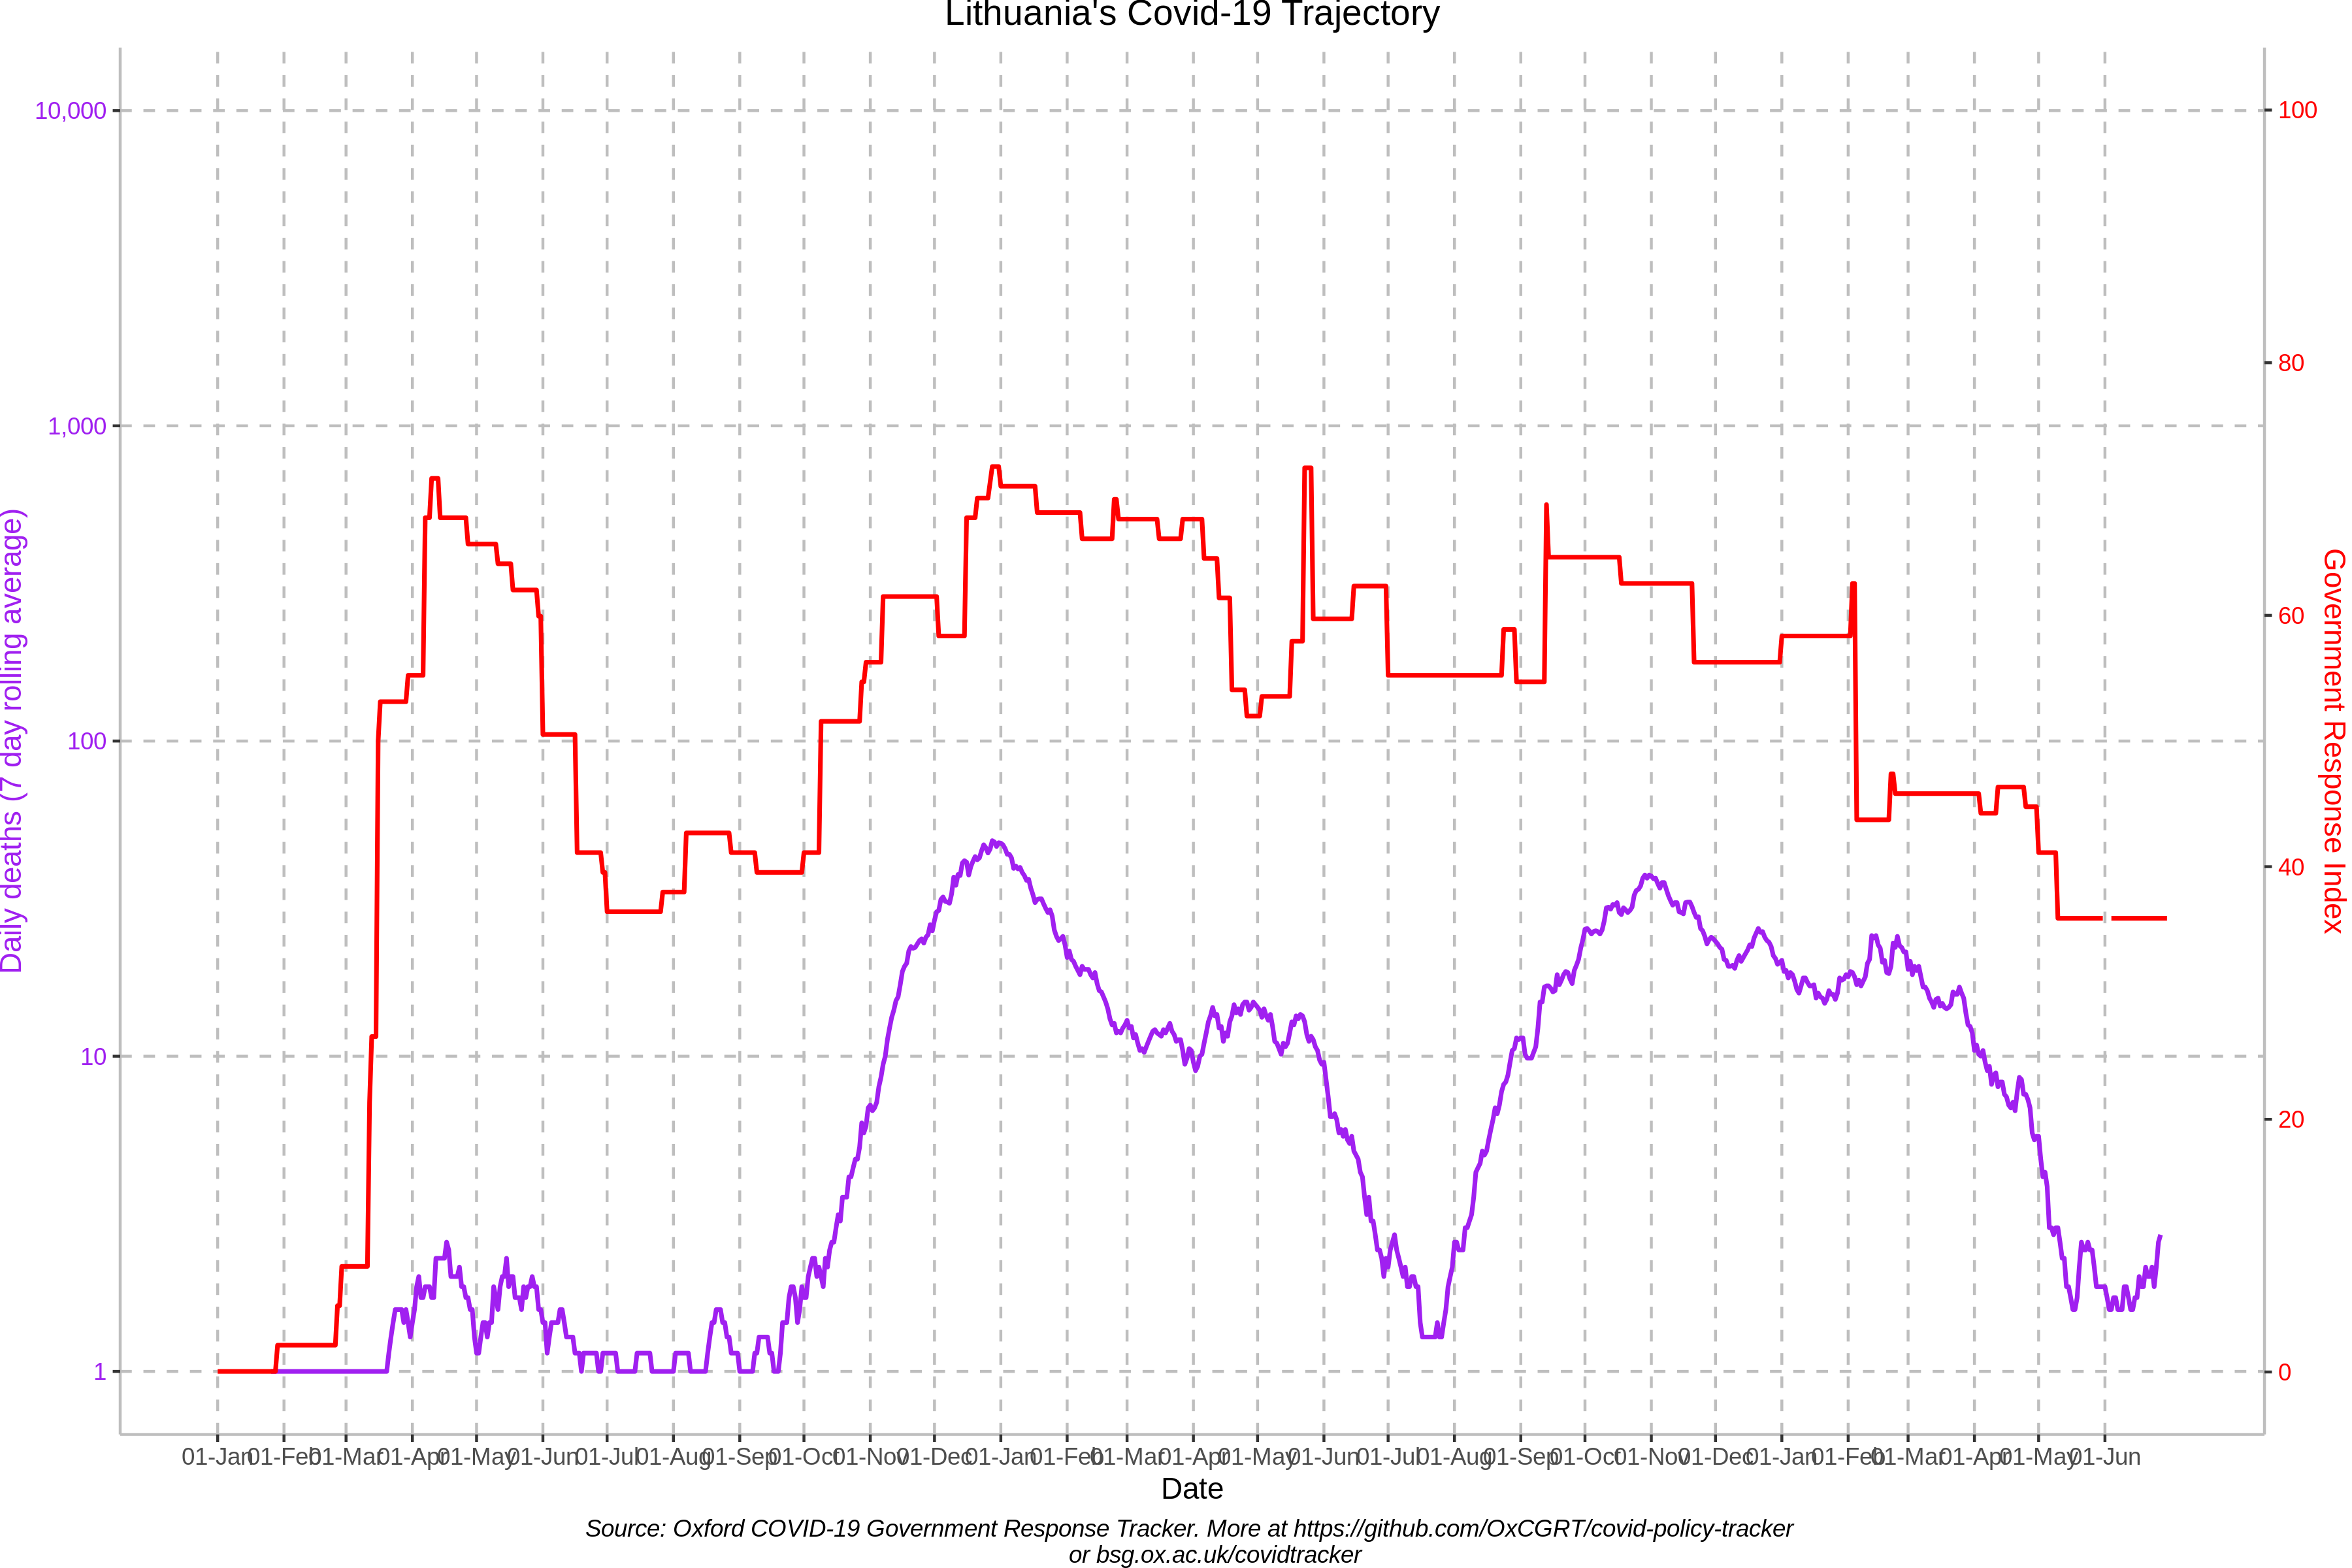 Lithuania's Covid-19 Trajectory
10,000
1,000
100
10
1
Daily deaths (7 day rolling average)
100
80
60
40
20
0
Government Response Index
01-Jan 01-Feb 01-Mar 01-Apr 01-May 01-Jun 01-Jul 01-Aug 01-Sep 01-Oct 01-Nov 01-Dec 01-Jan 01-Feb 01-Mar 01-Apr 01-May 01-Jun 01-Jul 01-Aug 01-Sep 01-Oct 01-Nov 01-Dec 01-Jan 01-Feb 01-Mar 01-Apr 01-May 01-Jun
Date
Source: Oxford COVID-19 Government Response Tracker. More at https://github.com/OxCGRT/covid-policy-tracker
or bsg.ox.ac.uk/covidtracker